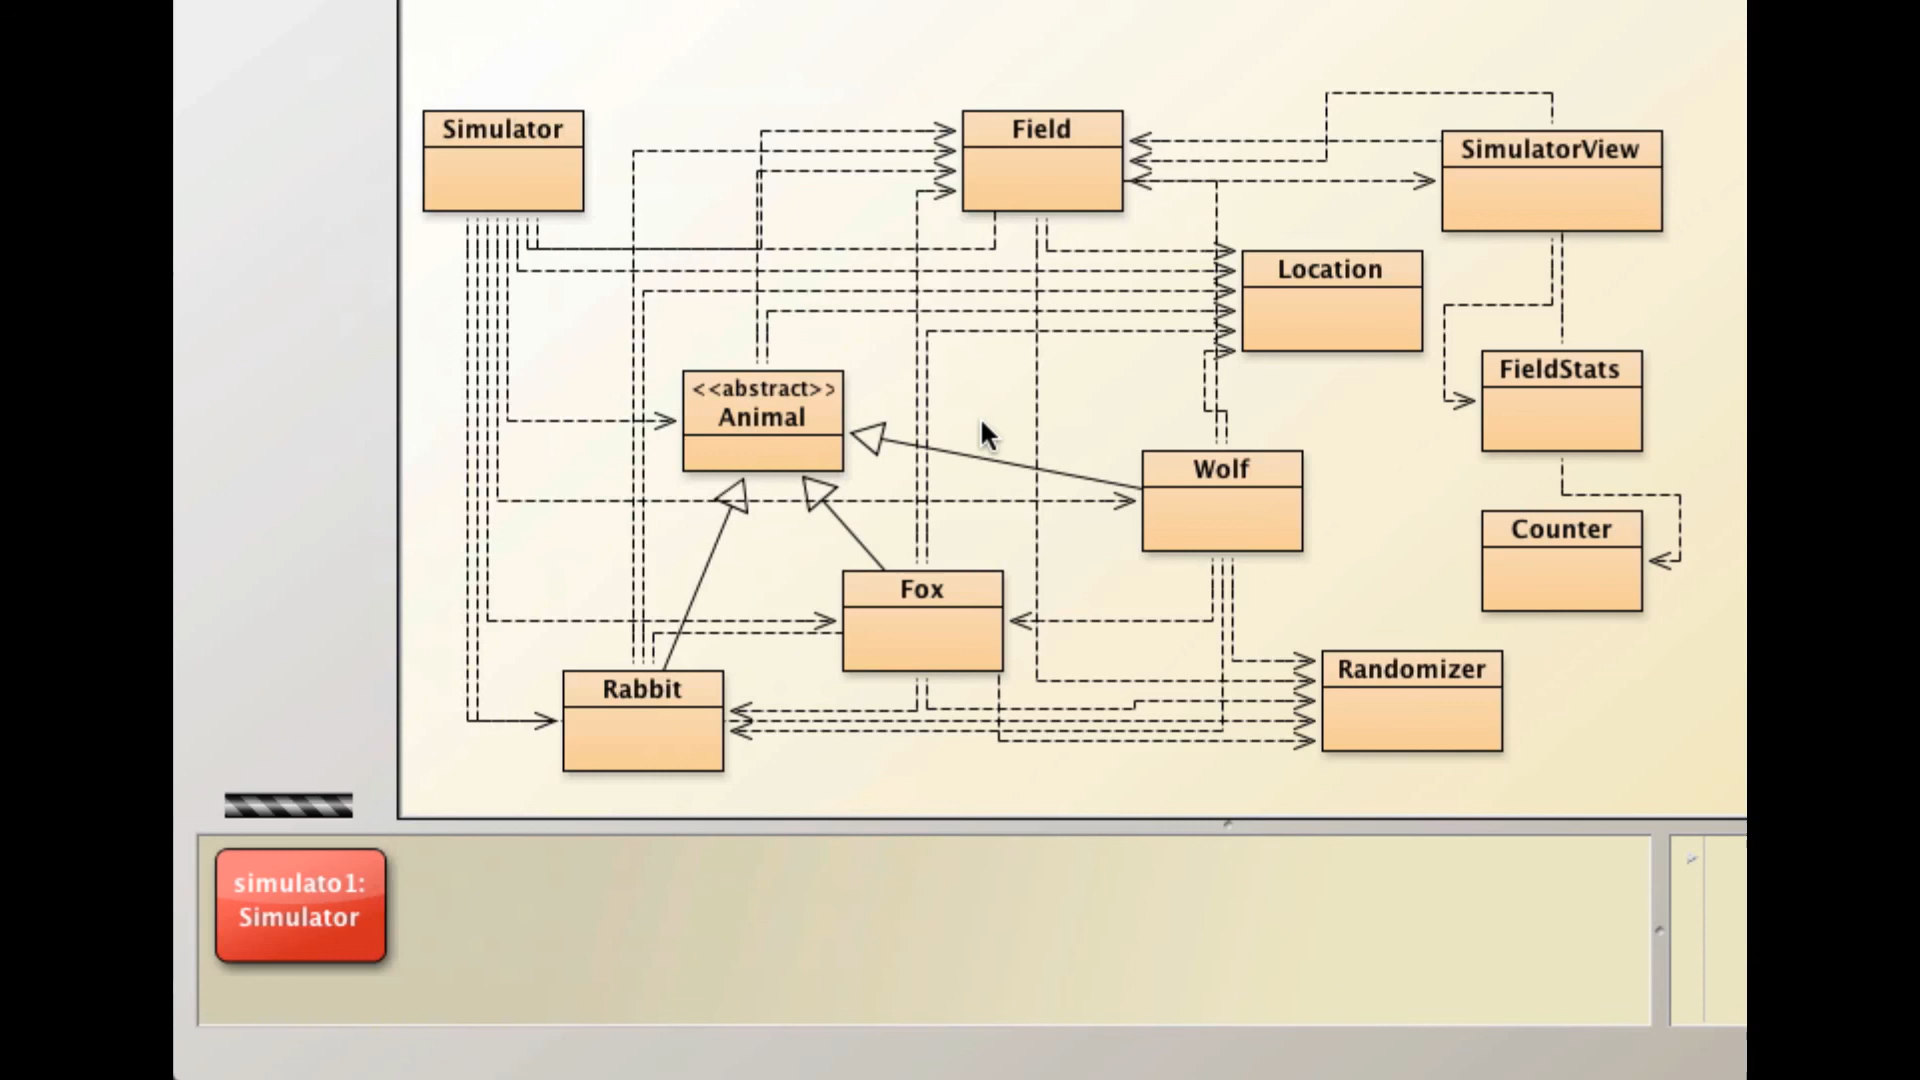 Simulator
Field
SimulatorView
Location
FieldStats
<<abstract>>
Animal
Wolf
Counter
Fox
Randomizer
Rabbit
simulato1:
Simulator